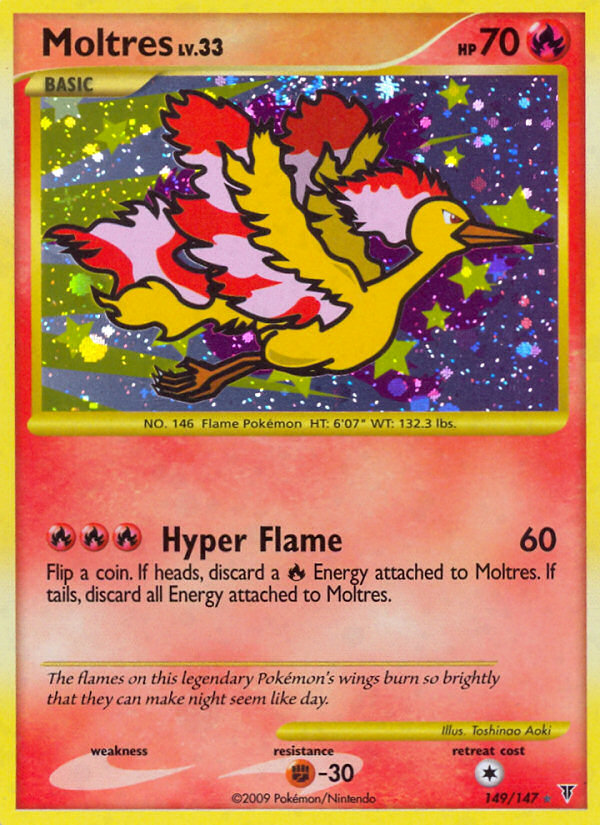 Moltres LV.33
HP 70
BASIC
NO. 146 Flame Pokémon HT: 6'07" WT: 132.3 lbs.
Hyper Flame 60
Flip a coin. If heads, discard a Energy attached to Moltres. If
tails, discard all Energy attached to Moltres.
The flames on this legendary Pokémon's wings burn so brightly
that they can make night seem like day.
Illus. Toshinao Aoki
weakness resistance retreat cost
-30
©2009 Pokémon/Nintendo 149/147